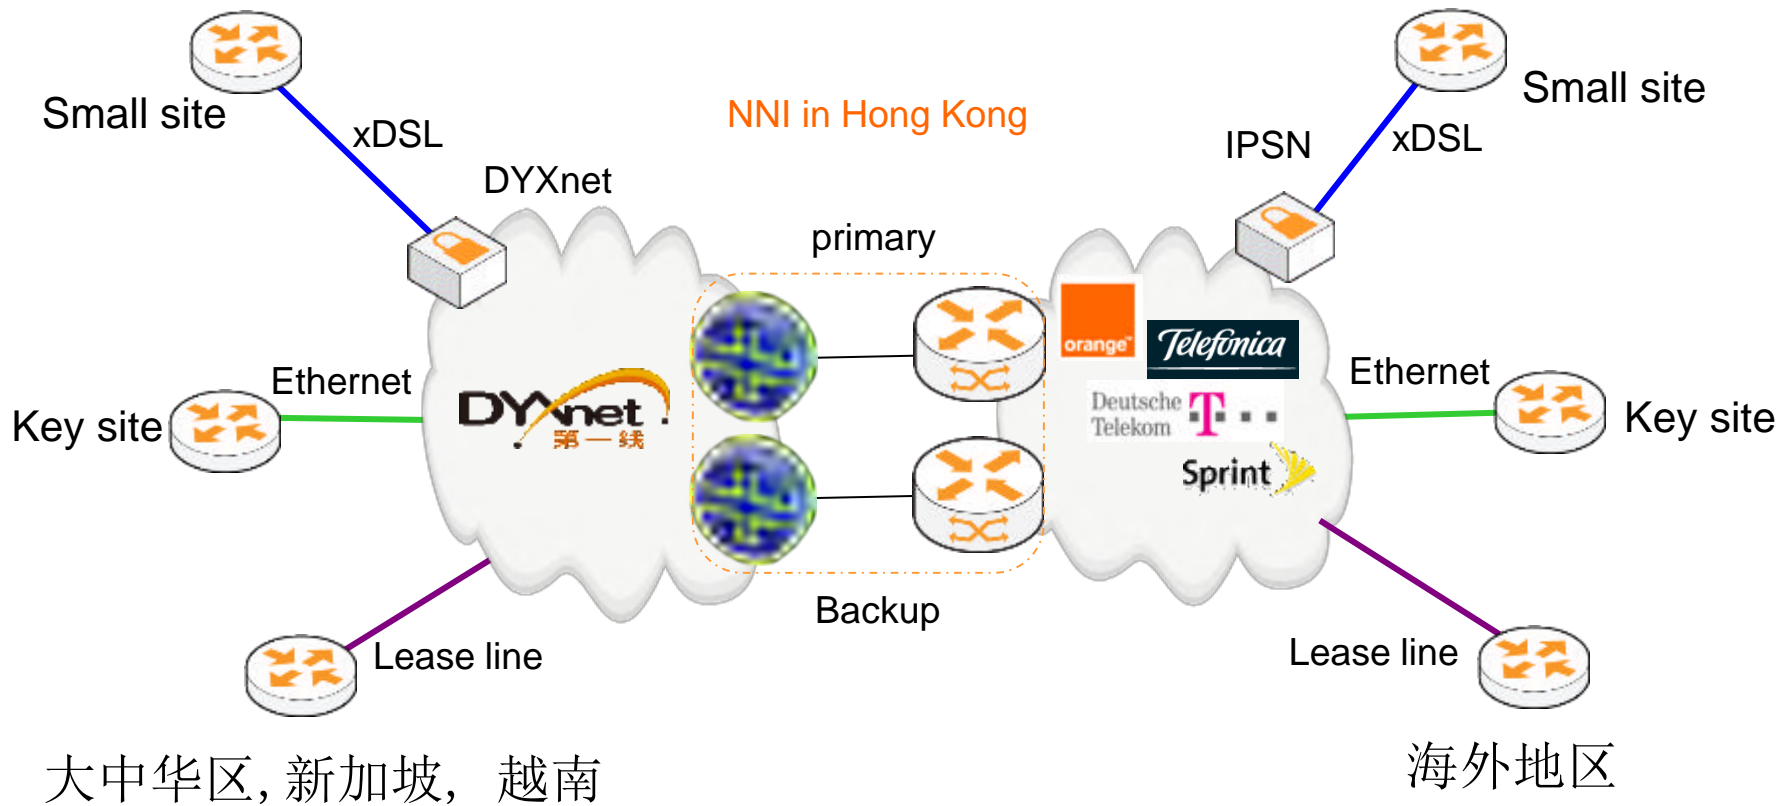 Small site
xDSL
DYXnet
NNI in Hong Kong
IPSN
xDSL
Small site
primary
Ethernet
Key site
DYXnet
第一线
orange™
Telefónica
Deutsche
Telekom
T
Sprint
Ethernet
Key site
Backup
Lease line
Lease line
大中华区, 新加坡, 越南
海外地区